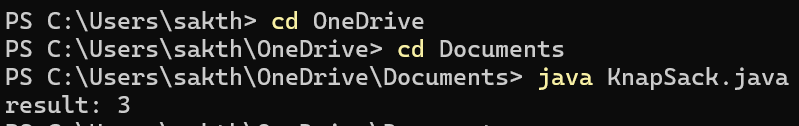 PS C:\Users\sakth> cd OneDrive
PS C:\Users\sakth\OneDrive> cd Documents
PS C:\Users\sakth\OneDrive\Documents> java KnapSack.java
result: 3